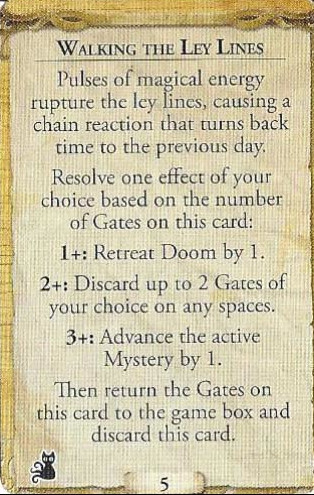 WALKING THE LEY LINES
Pulses of magical energy
rupture the ley lines, causing a
chain reaction that turns back
time to the previous day.
Resolve one effect of your
choice based on the number
of Gates on this card:
1+: Retreat Doom by 1.
2+: Discard up to 2 Gates of
your choice on any spaces.
3+: Advance the active
Mystery by 1.
Then return the Gates on
this card to the game box and
discard this card.
5